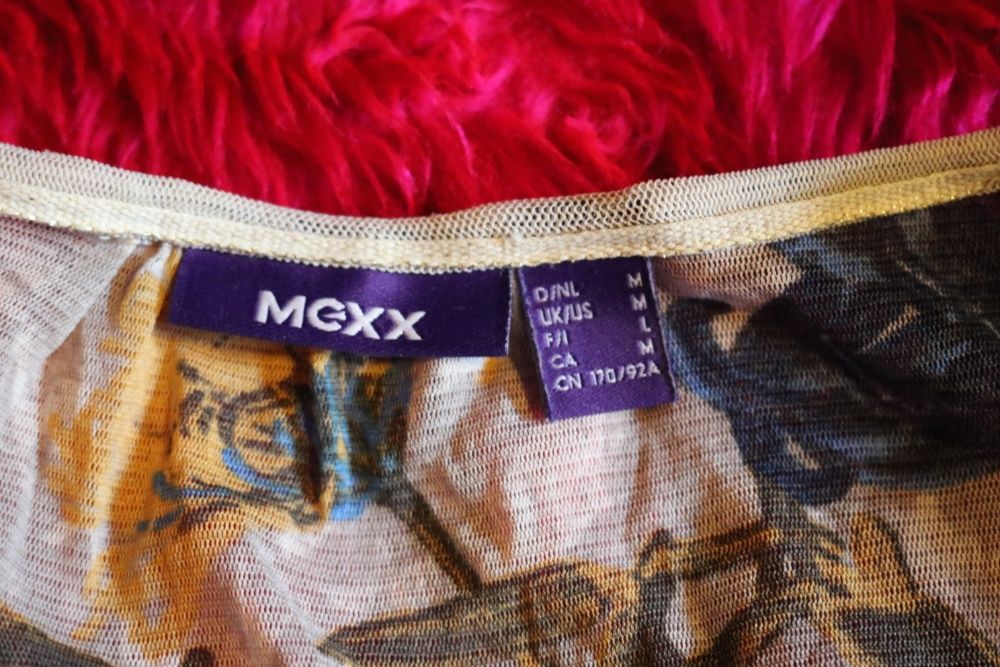 MEXX
D/NL M
UK/US M
F/I L
CA M
CN 170/92A